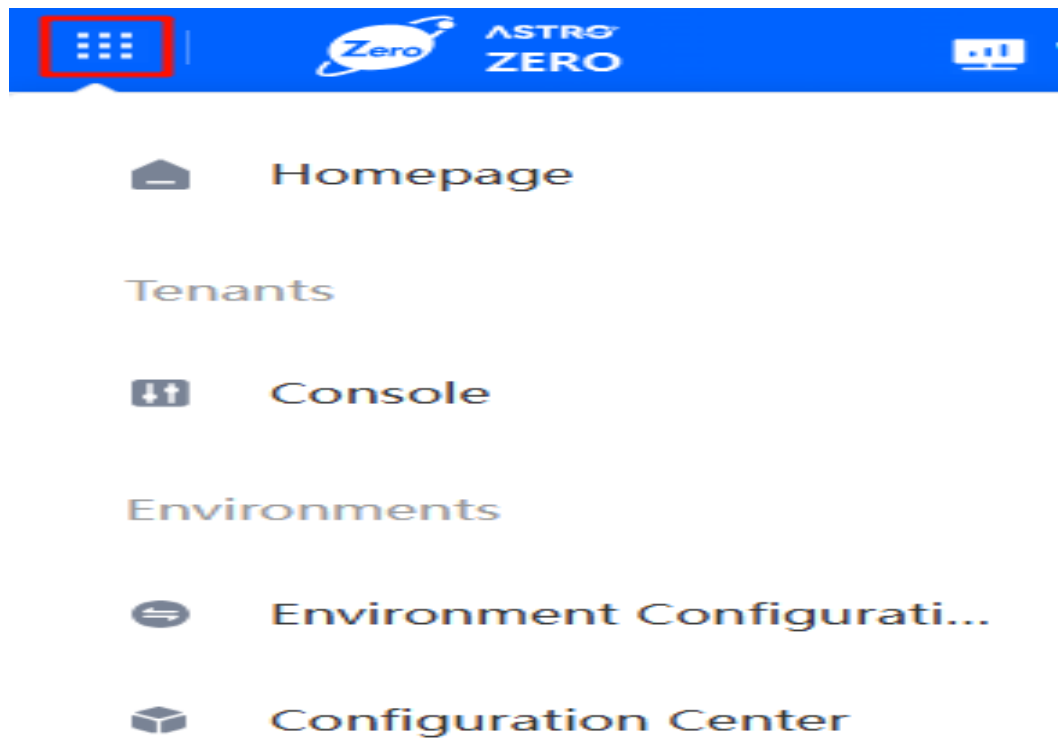 Zero
ASTRO
ZERO
Homepage
Tenants
Console
Environments
Environment Configurati...
Configuration Center